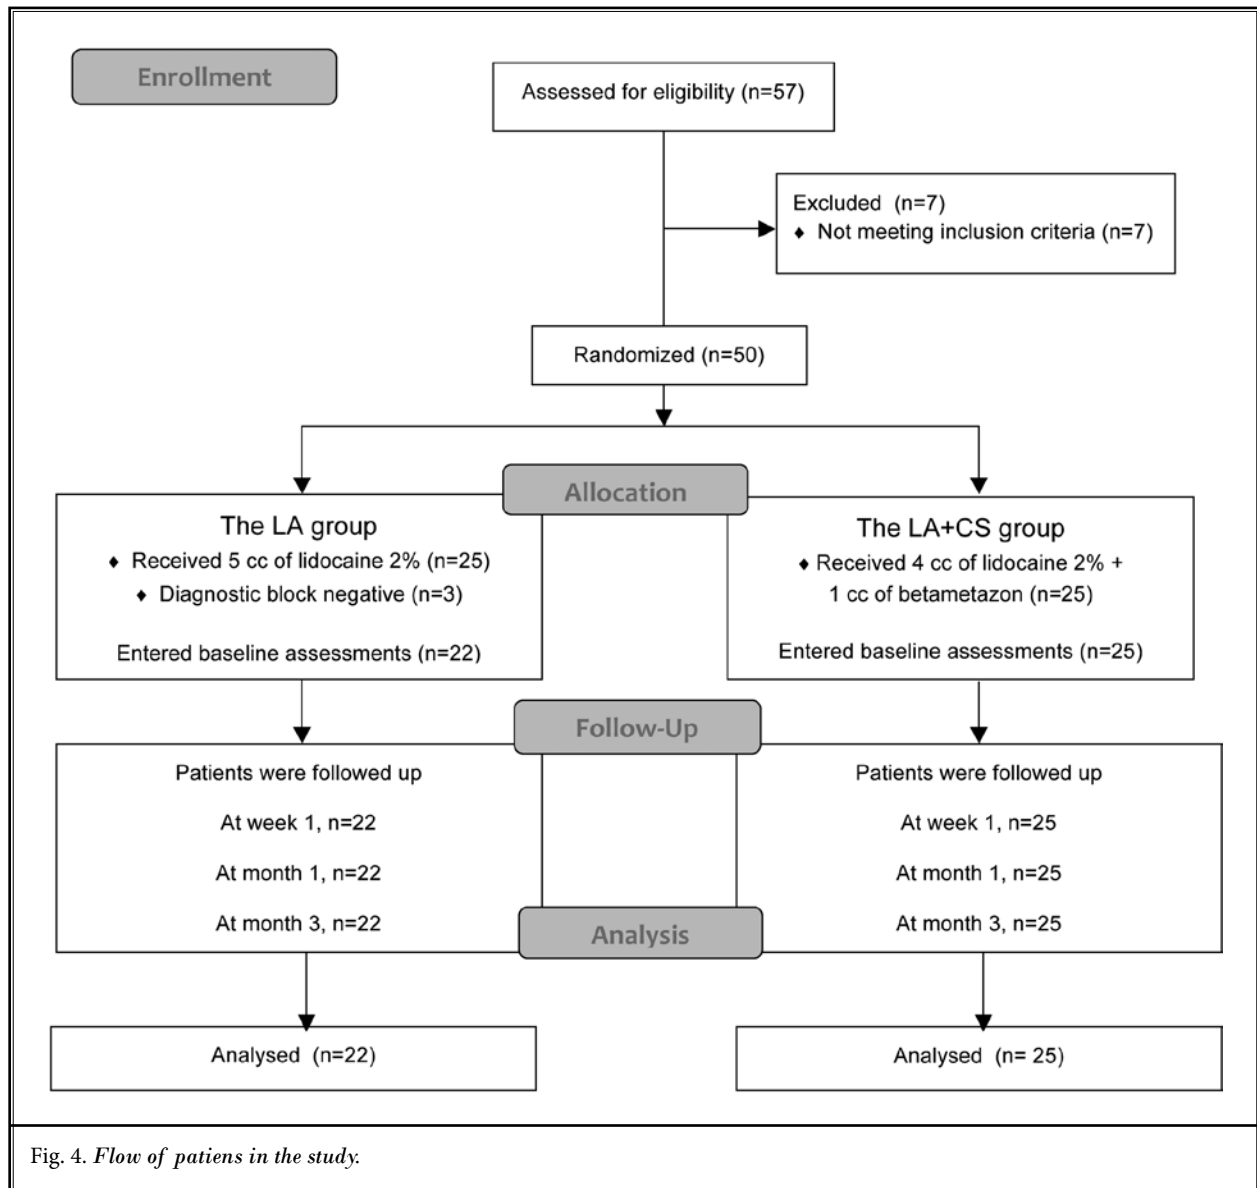 Enrollment
Assessed for eligibility (n=57)
Excluded (n=7)
♦ Not meeting inclusion criteria (n=7)
Randomized (n=50)
Allocation
The LA group
♦ Received 5 cc of lidocaine 2% (n=25)
♦ Diagnostic block negative (n=3)
Entered baseline assessments (n=22)
The LA+CS group
♦ Received 4 cc of lidocaine 2% +
1 cc of betametazon (n=25)
Entered baseline assessments (n=25)
Follow-Up
Patients were followed up
At week 1, n=22
At month 1, n=22
At month 3, n=22
Patients were followed up
At week 1, n=25
At month 1, n=25
At month 3, n=25
Analysis
Analysed (n=22)
Analysed (n= 25)
Fig. 4. Flow of patiens in the study.